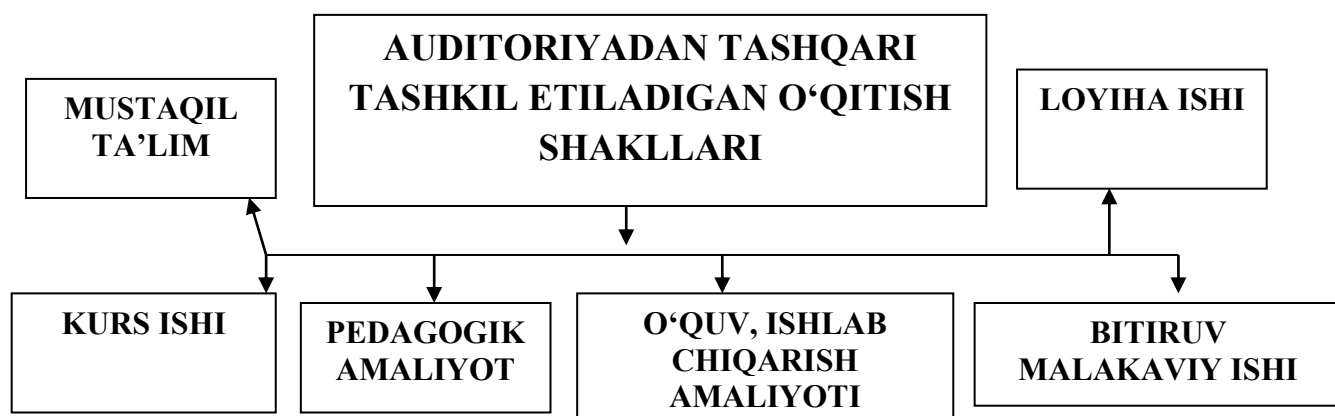 AUDITORIYADAN TASHQARI
TASHKIL ETILADIGAN O‘QITISH
SHAKLLARI
MUSTAQIL
TA’LIM
LOYIHA ISHI
KURS ISHI
PEDAGOGIK
AMALIYOT
O‘QUV, ISHLAB
CHIQARISH
AMALIYOTI
BITIRUV
MALAKAVIY ISHI